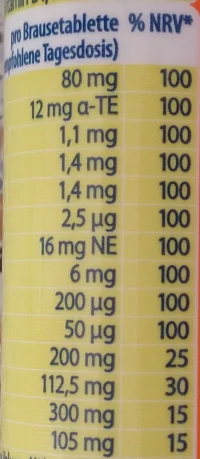 pro Brausetablette % NRV*
Tagesdosis)
80 mg 100
12 mg α-TE 100
1,1 mg 100
1,4 mg 100
1,4 mg 100
2,5 µg 100
16 mg NE 100
6 mg 100
200 µg 100
50 µg 100
200 mg 25
112,5 mg 30
300 mg 15
105 mg 15